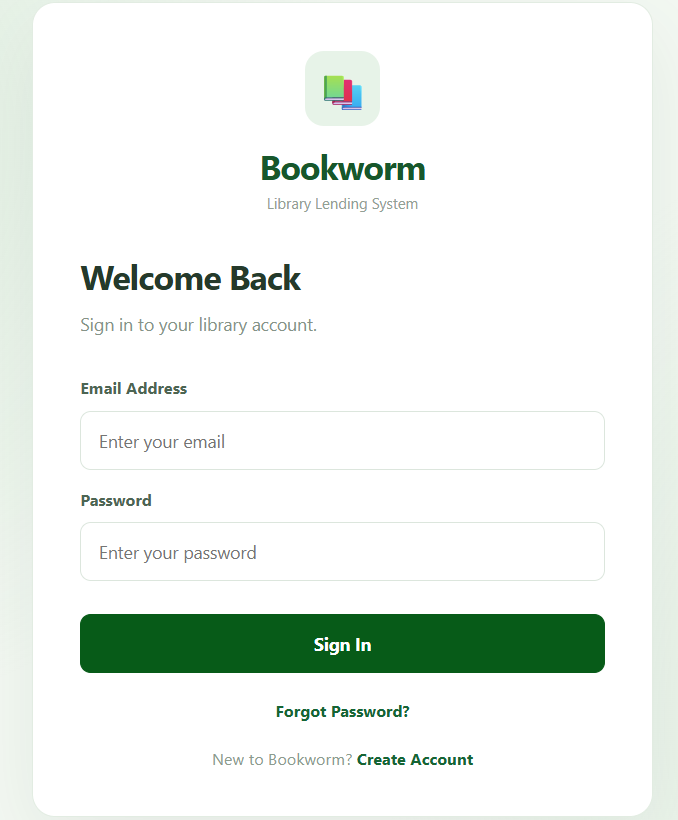 Bookworm
Library Lending System
Welcome Back
Sign in to your library account.
Email Address
Enter your email
Password
Enter your password
Sign In
Forgot Password?
New to Bookworm? Create Account